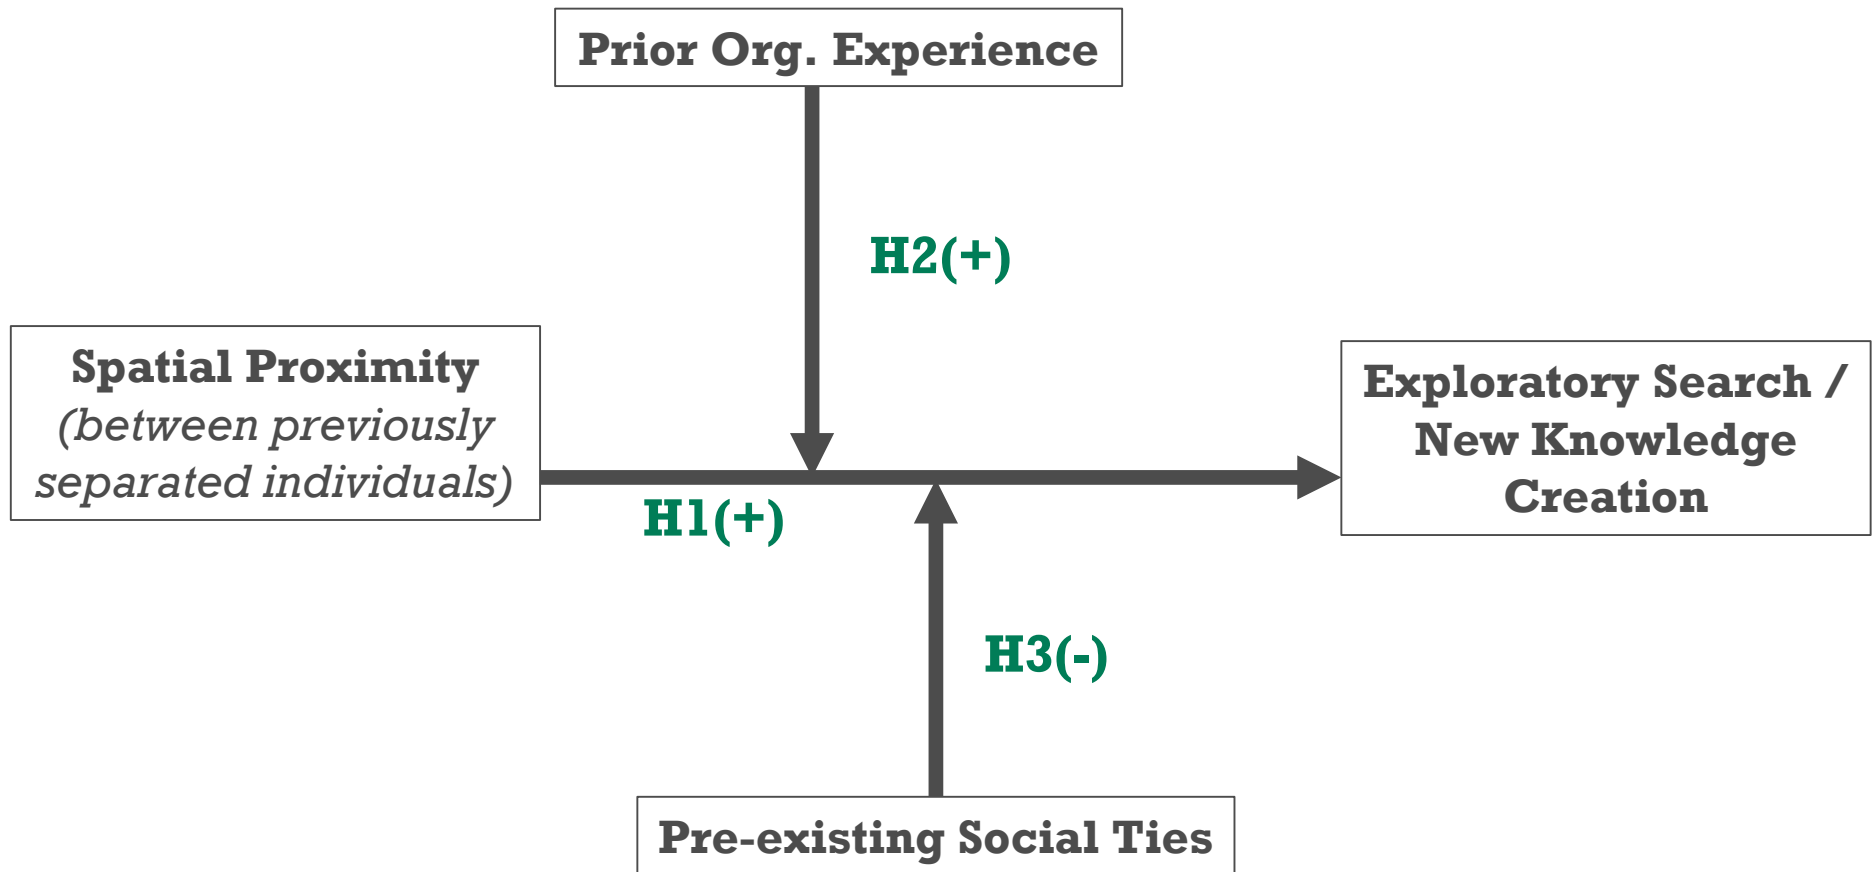 Prior Org. Experience
H2(+)
Spatial Proximity
(between previously
separated individuals)
H1(+)
Exploratory Search /
New Knowledge
Creation
H3(-)
Pre-existing Social Ties